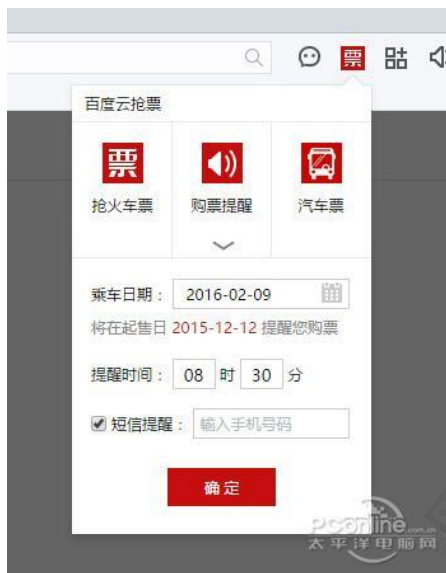 票
百度云抢票
票
抢火车票 购票提醒 汽车票
乘车日期： 2016-02-09
将在起售日 2015-12-12 提醒您购票
提醒时间： 08 时 30 分
短信提醒： 输入手机号码
确定
PConline.com.cn
太平洋电脑网